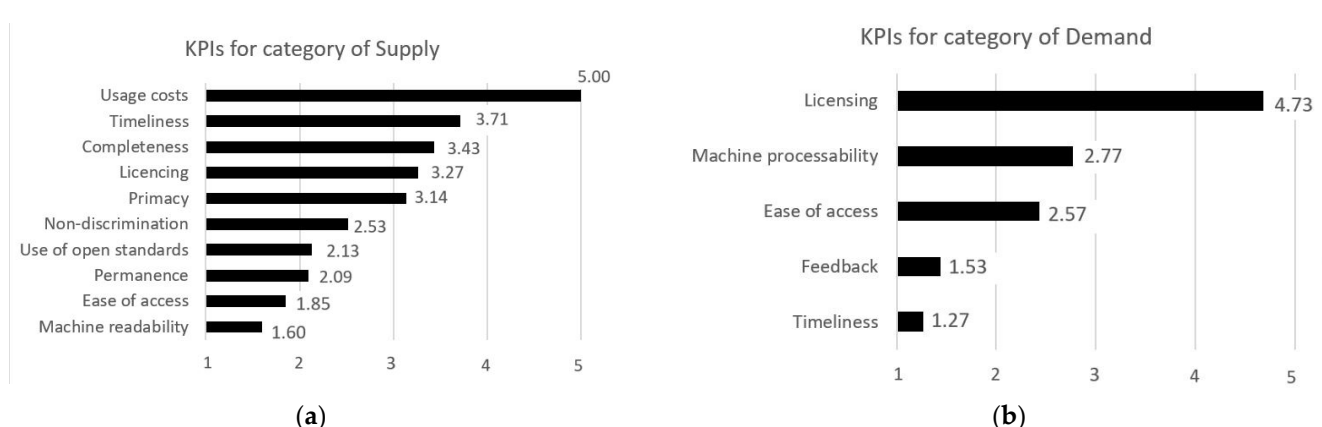 KPIs for category of Supply
Usage costs 5.00
Timeliness 3.71
Completeness 3.43
Licencing 3.27
Primacy 3.14
Non-discrimination 2.53
Use of open standards 2.13
Permanence 2.09
Ease of access 1.85
Machine readability 1.60
1 2 3 4 5
(a)
KPIs for category of Demand
Licensing 4.73
Machine processability 2.77
Ease of access 2.57
Feedback 1.53
Timeliness 1.27
1 2 3 4 5
(b)